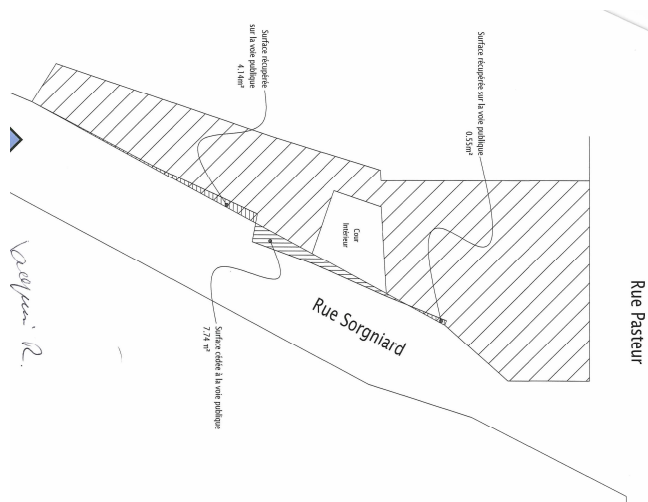 Surface récupérée
sur la voie publique
4.14m²
Surface récupérée sur la voie publique
0.55m²
Cour
Intérieur
Rue Pasteur
Rue Sorgniard
Surface cédée à la voie publique
7.74 m²
R.